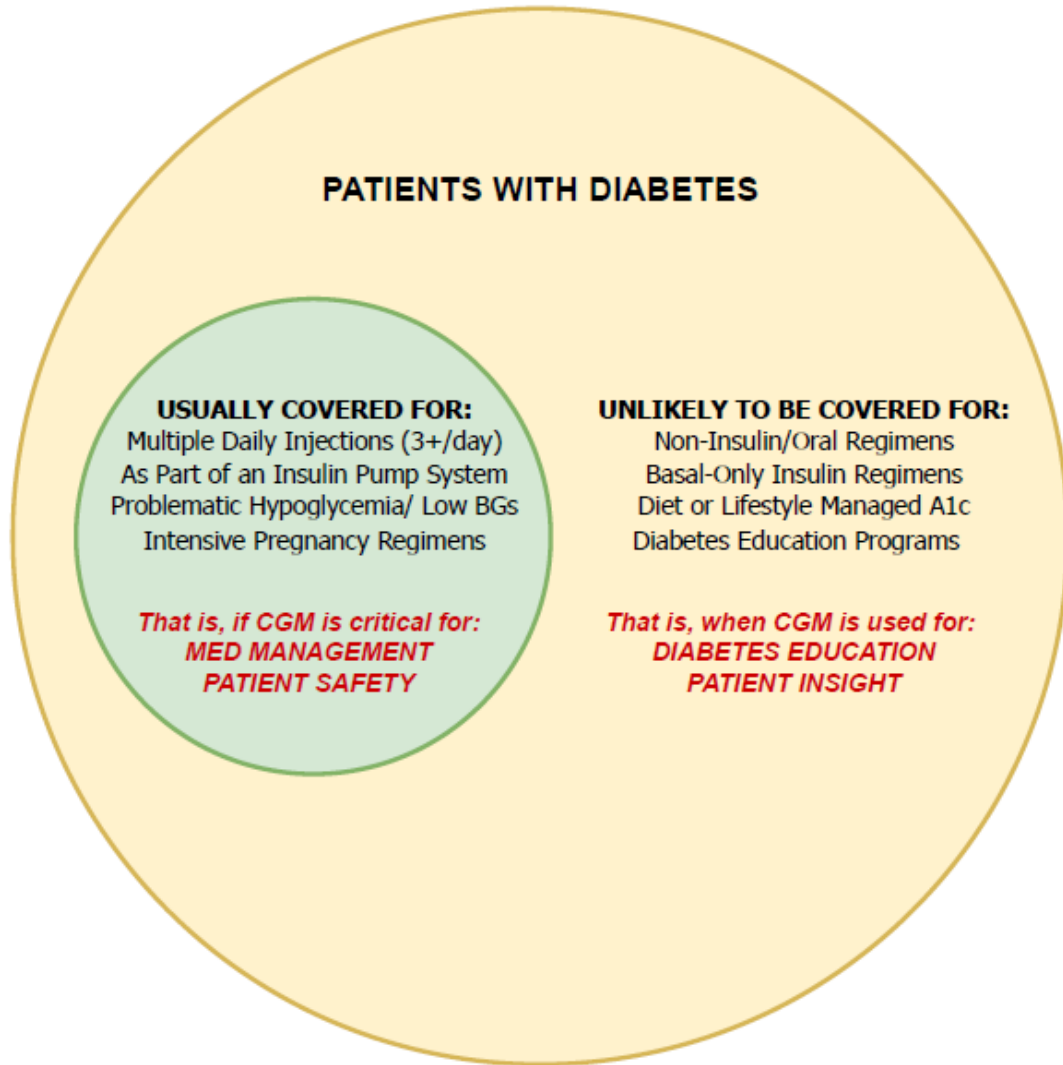 PATIENTS WITH DIABETES
USUALLY COVERED FOR:
Multiple Daily Injections (3+/day)
As Part of an Insulin Pump System
Problematic Hypoglycemia/ Low BGs
Intensive Pregnancy Regimens
That is, if CGM is critical for:
MED MANAGEMENT
PATIENT SAFETY
UNLIKELY TO BE COVERED FOR:
Non-Insulin/Oral Regimens
Basal-Only Insulin Regimens
Diet or Lifestyle Managed A1c
Diabetes Education Programs
That is, when CGM is used for:
DIABETES EDUCATION
PATIENT INSIGHT